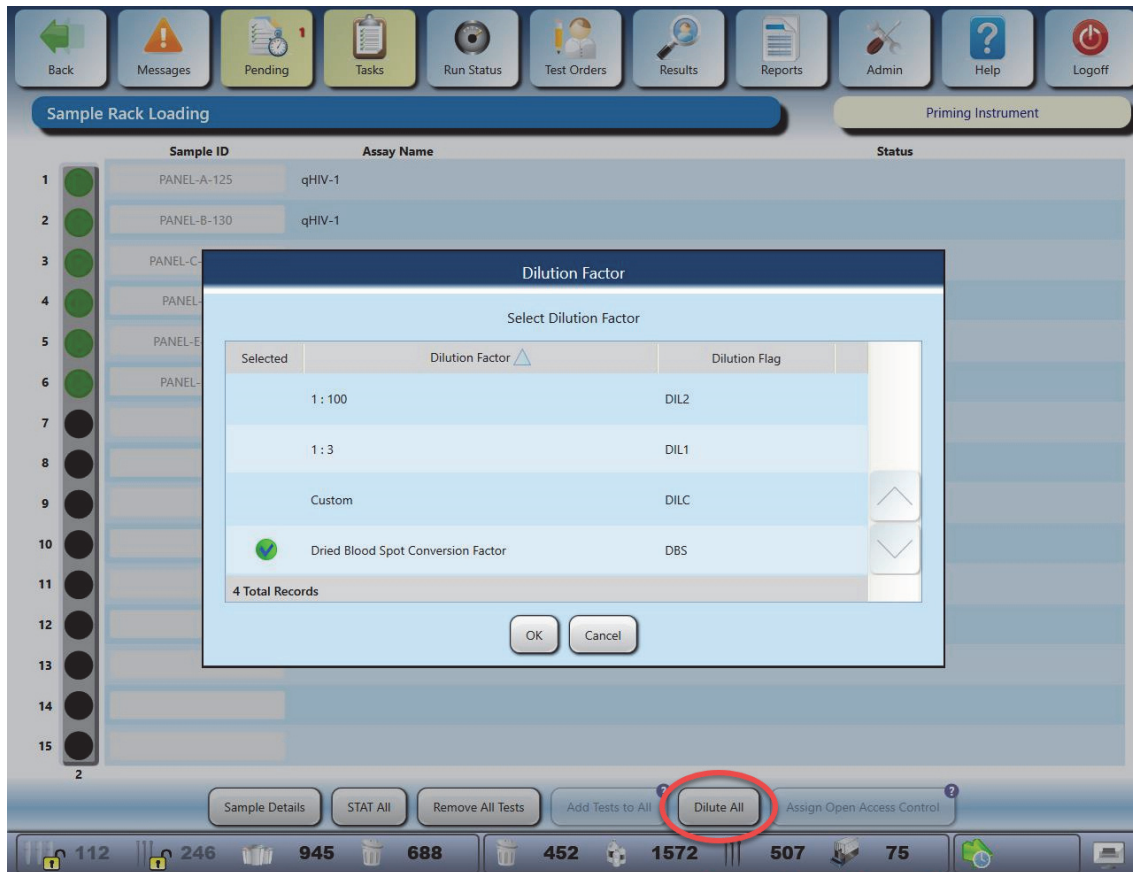 Back Messages Pending 1 Tasks Run Status Test Orders Results Reports Admin Help Logoff
Sample Rack Loading Priming Instrument
Sample ID Assay Name Status
1 PANEL-A-125 qHIV-1
2 PANEL-B-130 qHIV-1
3 PANEL-C-
4 PANEL-
5 PANEL-E
6 PANEL-
7
8
9
10
11
12
13
14
15
2
Dilution Factor
Select Dilution Factor
Selected Dilution Factor Dilution Flag
1 : 100 DIL2
1 : 3 DIL1
Custom DILC
Dried Blood Spot Conversion Factor DBS
4 Total Records
OK Cancel
Sample Details STAT All Remove All Tests Add Tests to All ? Dilute All Assign Open Access Control ?
112 246 945 688 452 1572 507 75